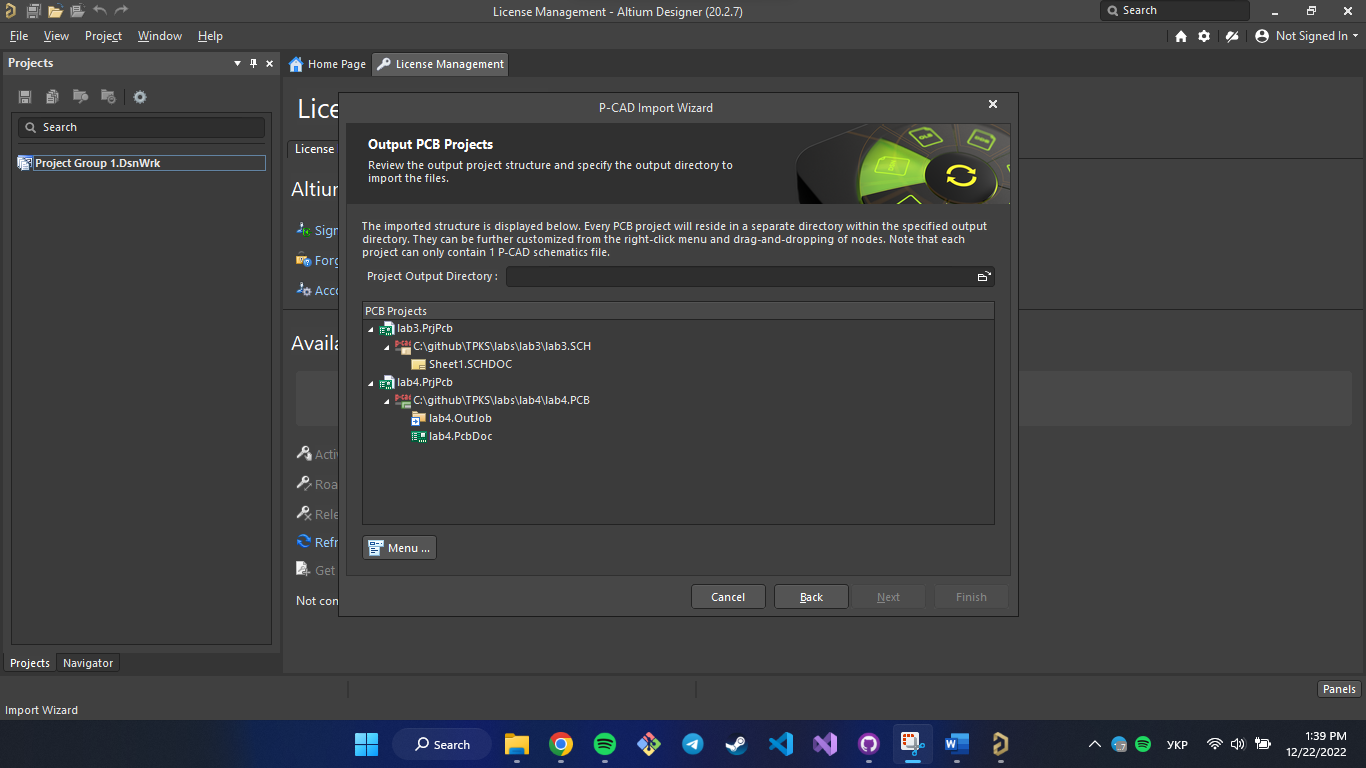 License Management - Altium Designer (20.2.7)
Search
File View Project Window Help
Not Signed In
Projects
Home Page
License Management
Search
Project Group 1.DsnWrk
Lice
License
Altiun
Sign
Forg
Acco
Availa
Activ
Roa
Rele
Refr
Get
Not con
P-CAD Import Wizard
Output PCB Projects
Review the output project structure and specify the output directory to
import the files.
The imported structure is displayed below. Every PCB project will reside in a separate directory within the specified output
directory. They can be further customized from the right-click menu and drag-and-dropping of nodes. Note that each
project can only contain 1 P-CAD schematics file.
Project Output Directory :
PCB Projects
lab3.PrjPcb
C:\github\TPKS\labs\lab3\lab3.SCH
Sheet1.SCHDOC
lab4.PrjPcb
C:\github\TPKS\labs\lab4\lab4.PCB
lab4.OutJob
lab4.PcbDoc
Menu ...
Cancel Back Next Finish
Projects Navigator
Panels
Import Wizard
Search
УКР
1:39 PM
12/22/2022